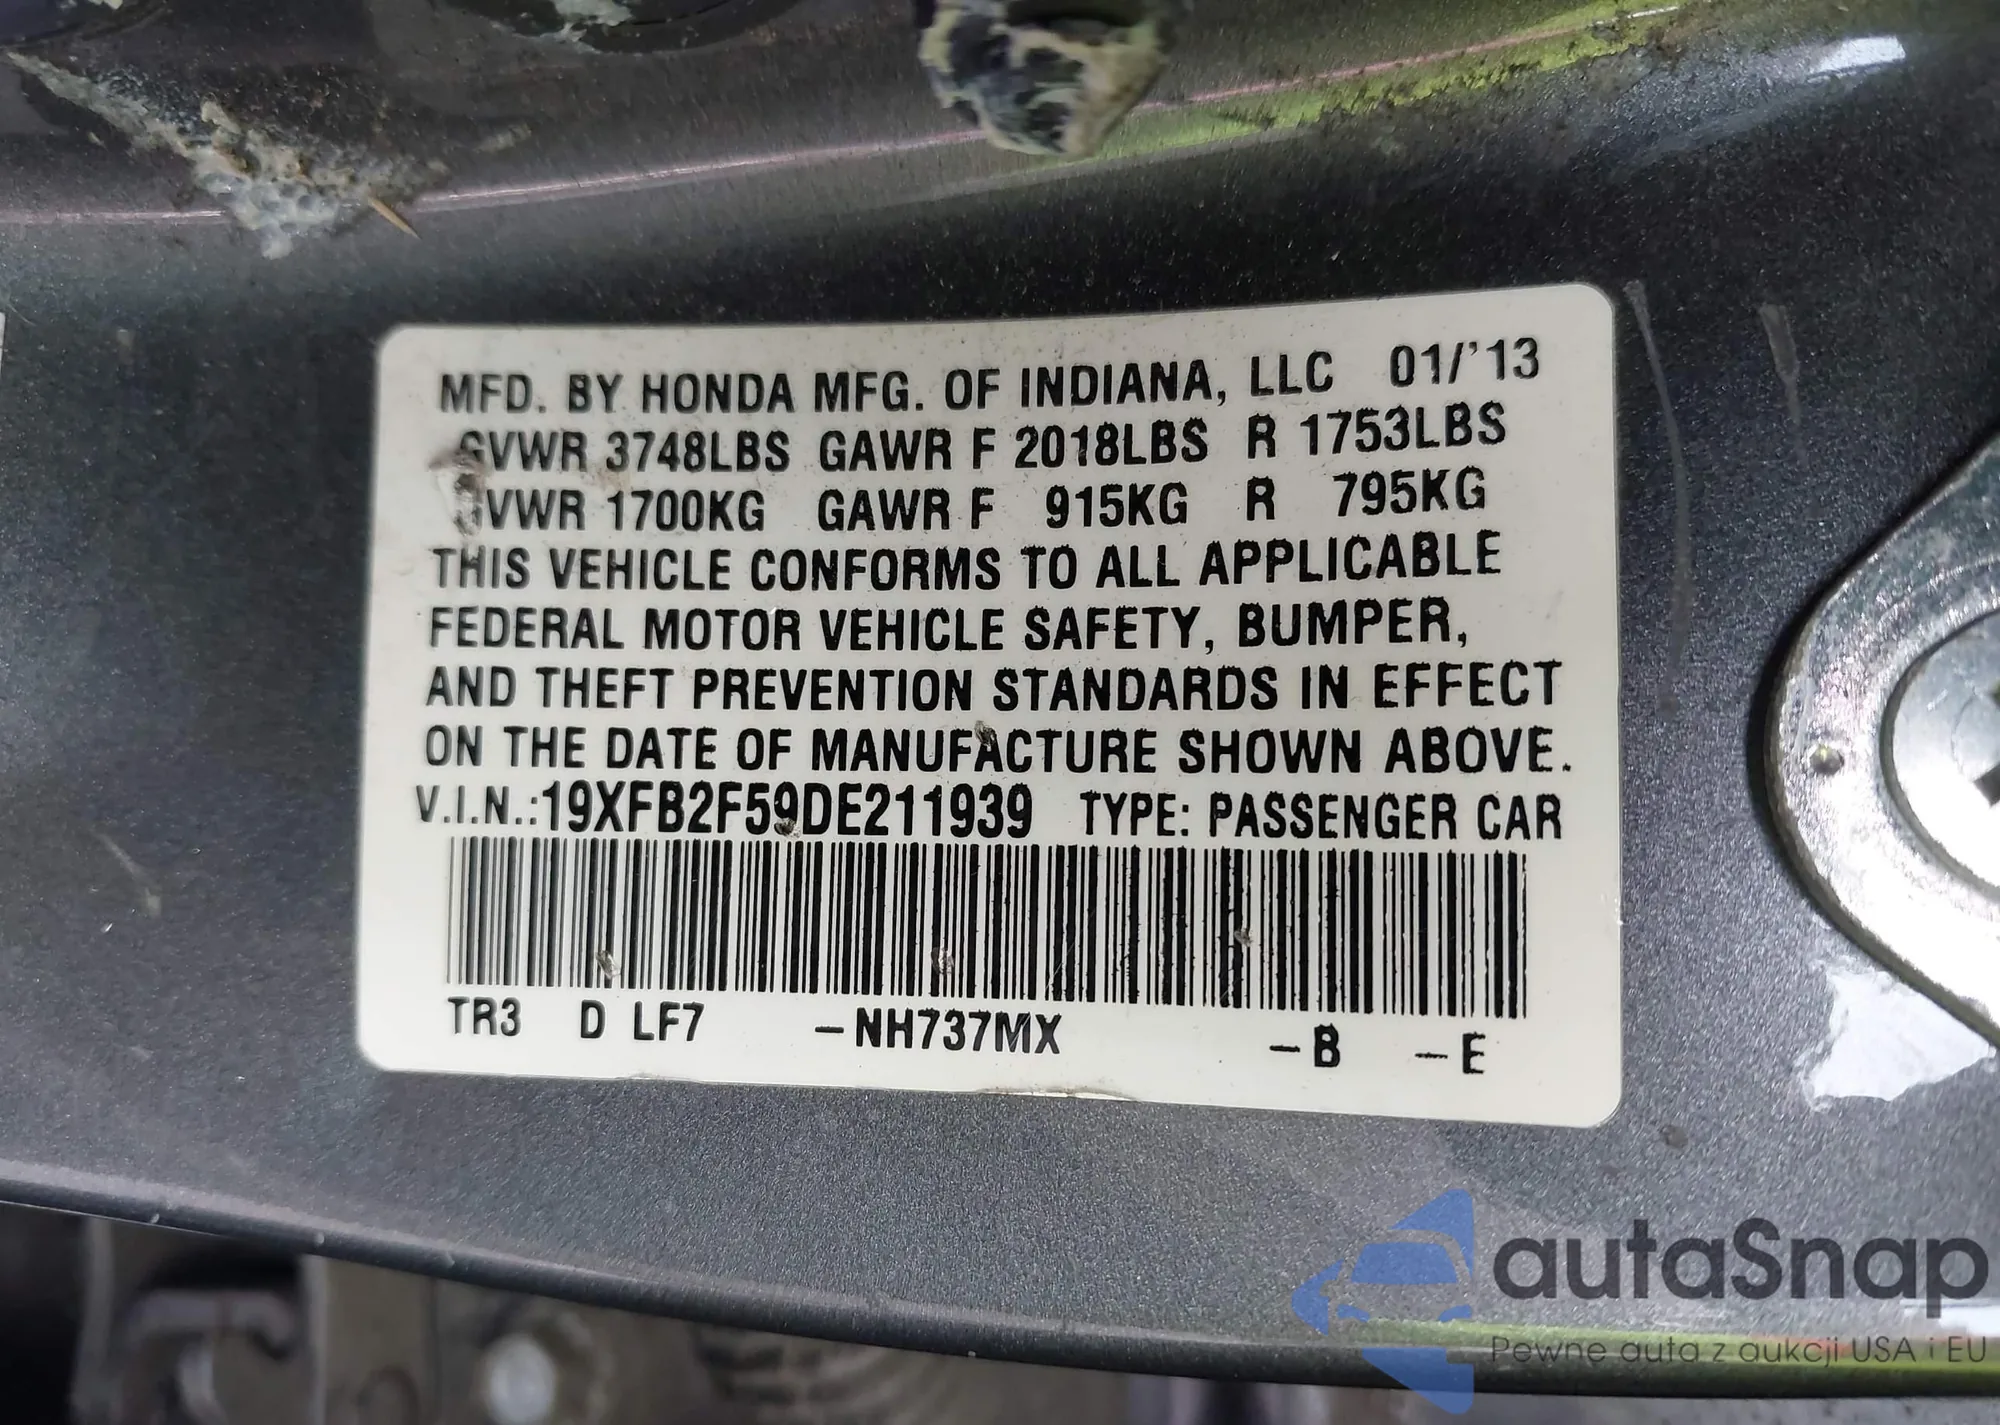 MFD. BY HONDA MFG. OF INDIANA, LLC 01/'13
GVWR 3748LBS GAWR F 2018LBS R 1753LBS
GVWR 1700KG GAWR F 915KG R 795KG
THIS VEHICLE CONFORMS TO ALL APPLICABLE
FEDERAL MOTOR VEHICLE SAFETY, BUMPER,
AND THEFT PREVENTION STANDARDS IN EFFECT
ON THE DATE OF MANUFACTURE SHOWN ABOVE.
V.I.N.:19XFB2F59DE211939 TYPE: PASSENGER CAR
TR3 D LF7 –NH737MX –B –E
autaSnap
Pewne auta z aukcji USA i EU